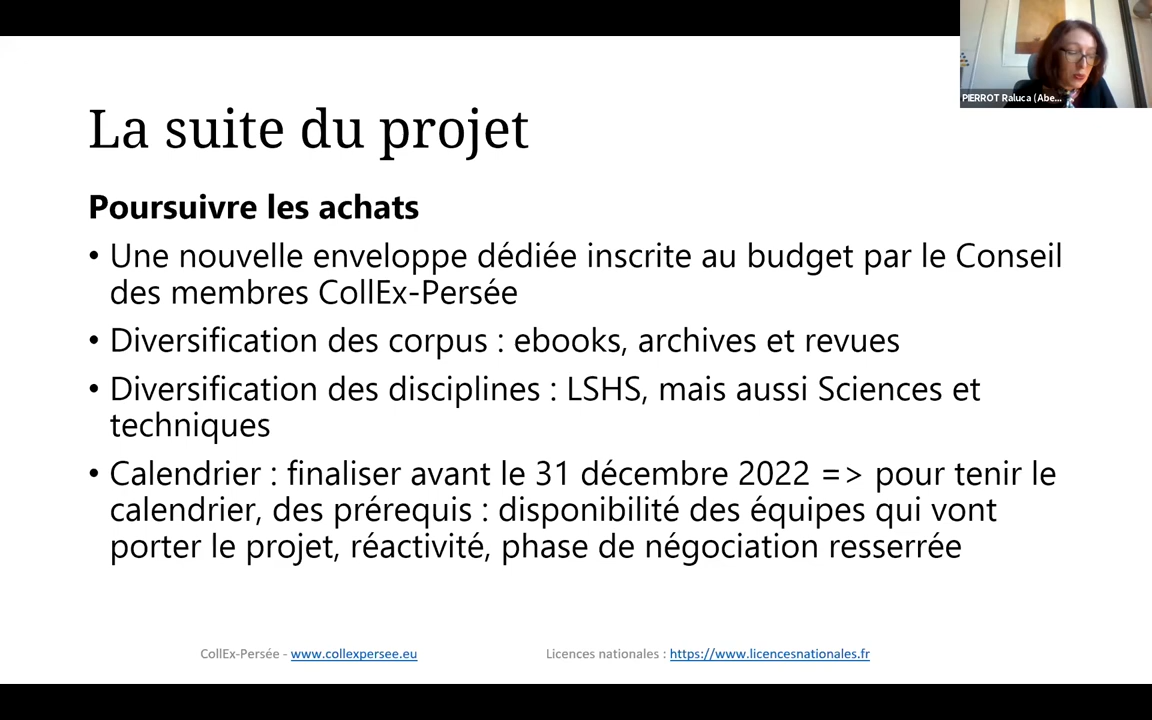 PIERROT Raluca (Abe...
La suite du projet
Poursuivre les achats
• Une nouvelle enveloppe dédiée inscrite au budget par le Conseil
des membres CollEx-Persée
• Diversification des corpus : ebooks, archives et revues
• Diversification des disciplines : LSHS, mais aussi Sciences et
techniques
• Calendrier : finaliser avant le 31 décembre 2022 => pour tenir le
calendrier, des prérequis : disponibilité des équipes qui vont
porter le projet, réactivité, phase de négociation resserrée
CollEx-Persée - www.collexpersee.eu
Licences nationales : https://www.licencesnationales.fr